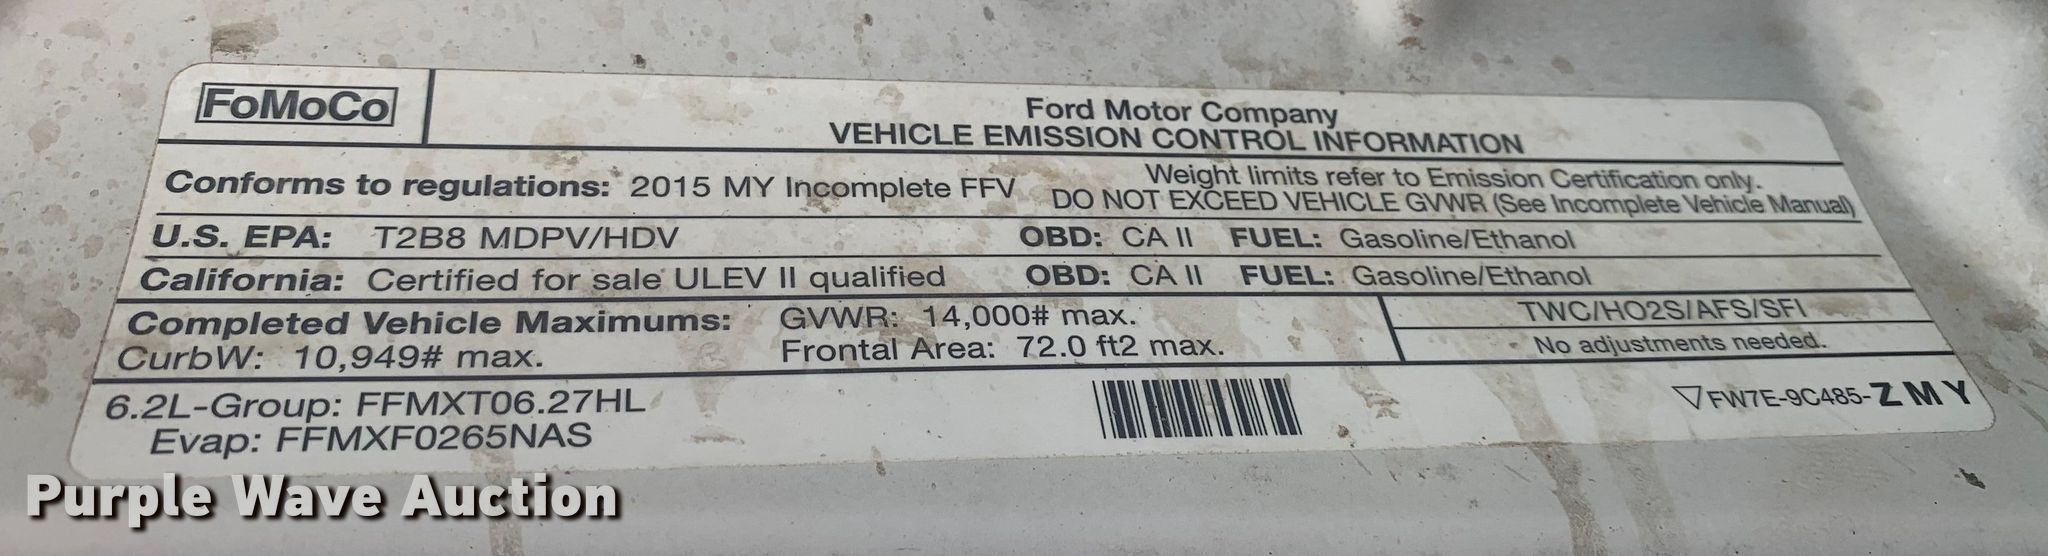 FoMoCo
Ford Motor Company
VEHICLE EMISSION CONTROL INFORMATION
Conforms to regulations: 2015 MY Incomplete FFV
Weight limits refer to Emission Certification only.
DO NOT EXCEED VEHICLE GVWR (See Incomplete Vehicle Manual)
U.S. EPA: T2B8 MDPV/HDV OBD: CA II FUEL: Gasoline/Ethanol
California: Certified for sale ULEV II qualified OBD: CA II FUEL: Gasoline/Ethanol
Completed Vehicle Maximums: GVWR: 14,000# max.
CurbW: 10,949# max. Frontal Area: 72.0 ft2 max.
TWC/HO2S/AFS/SFI
No adjustments needed.
6.2L-Group: FFMXT06.27HL
Evap: FFMXF0265NAS
▽FW7E-9C485-ZMY
Purple Wave Auction